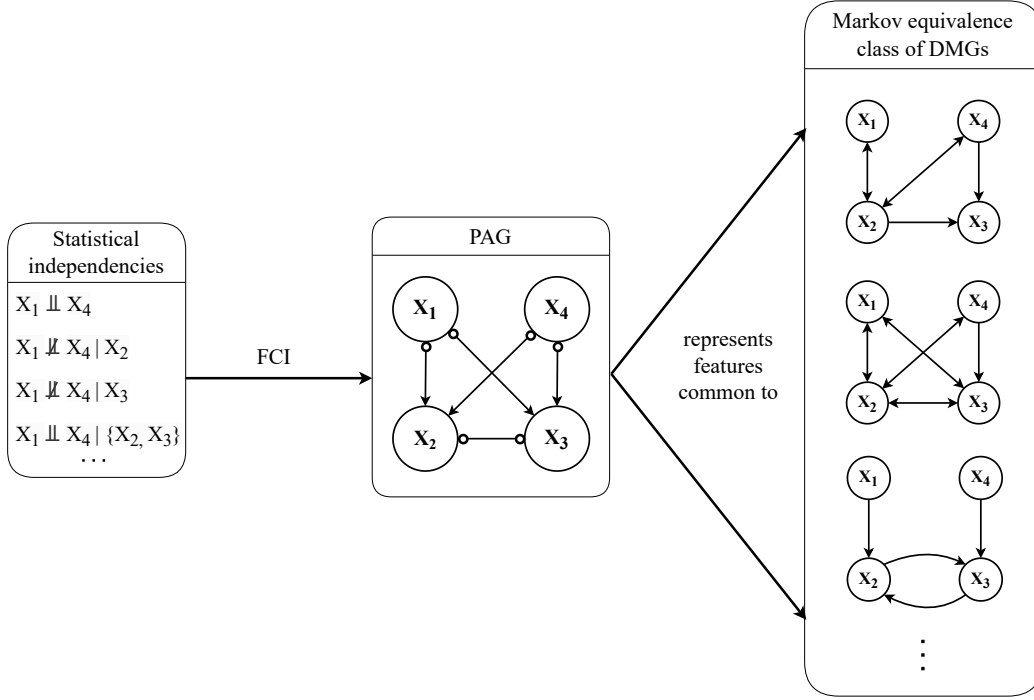 Statistical
independencies
X₁ ⫫ X₄
X₁ ⫫̸ X₄ | X₂
X₁ ⫫̸ X₄ | X₃
X₁ ⫫ X₄ | {X₂, X₃}
...
FCI
PAG
X₁
X₄
X₂
X₃
represents
features
common to
Markov equivalence
class of DMGs
X₁
X₄
X₂
X₃
X₁
X₄
X₂
X₃
X₁
X₄
X₂
X₃
⋮